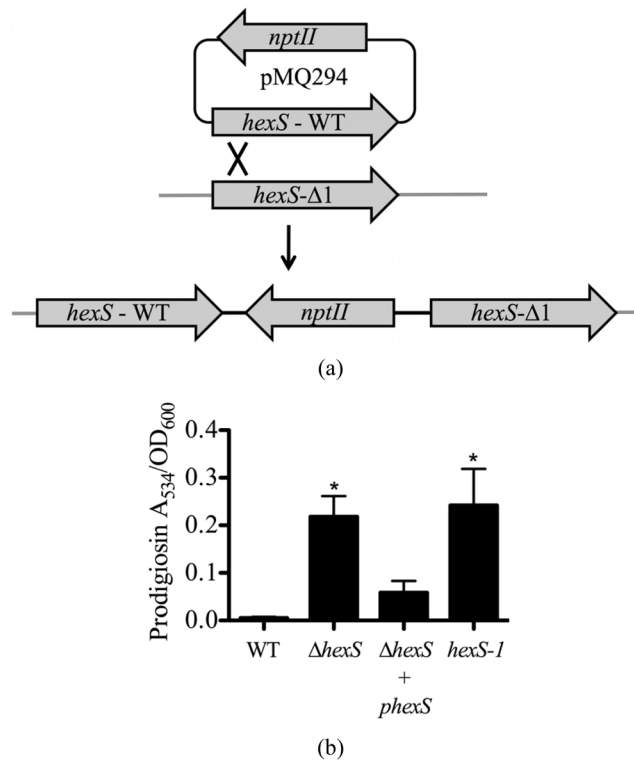 nptII
pMQ294
hexS - WT
hexS-Δ1
hexS - WT nptII hexS-Δ1
(a)
Prodigiosin A534/OD600
0.4
0.3
0.2
0.1
0.0
* *
WT ΔhexS ΔhexS + phexS hexS-1
(b)